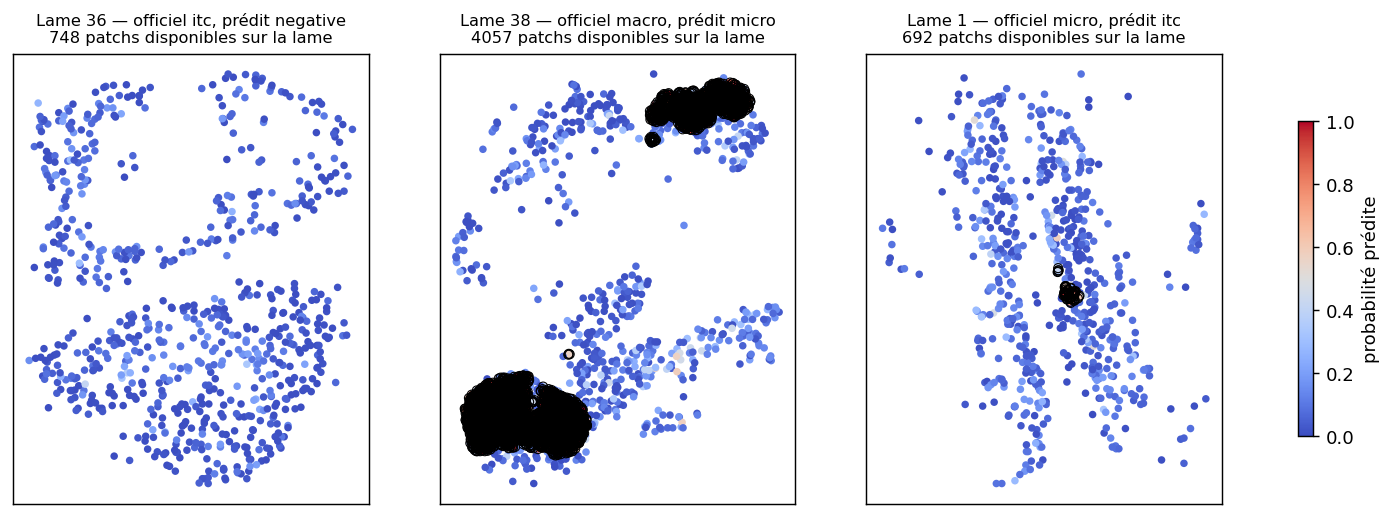 Lame 36 — officiel itc, prédit negative
748 patchs disponibles sur la lame
Lame 38 — officiel macro, prédit micro
4057 patchs disponibles sur la lame
Lame 1 — officiel micro, prédit itc
692 patchs disponibles sur la lame
1.0
0.8
0.6
0.4
0.2
0.0
probabilité prédite